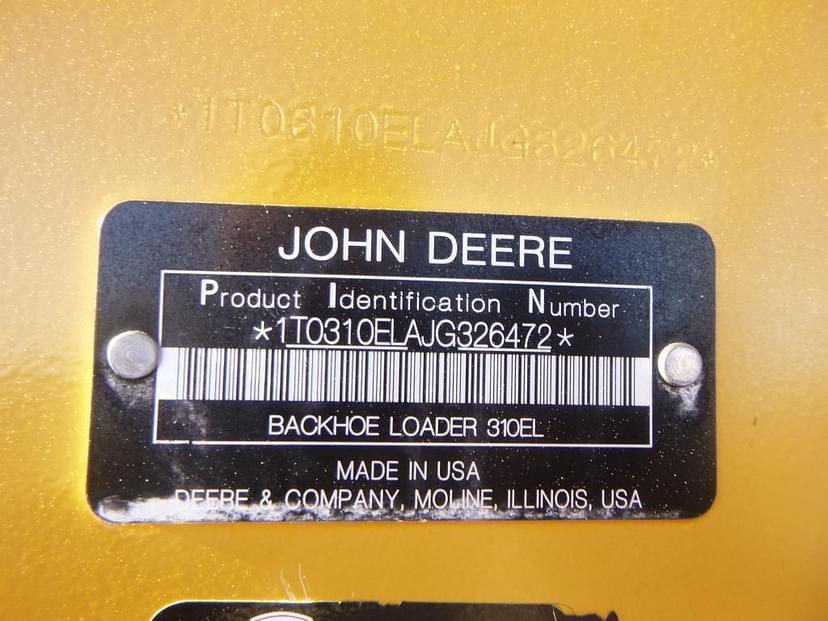 *1T0310ELAJG326472*
JOHN DEERE
Product Identification Number
*1T0310ELAJG326472*
BACKHOE LOADER 310EL
MADE IN USA
DEERE & COMPANY, MOLINE, ILLINOIS, USA